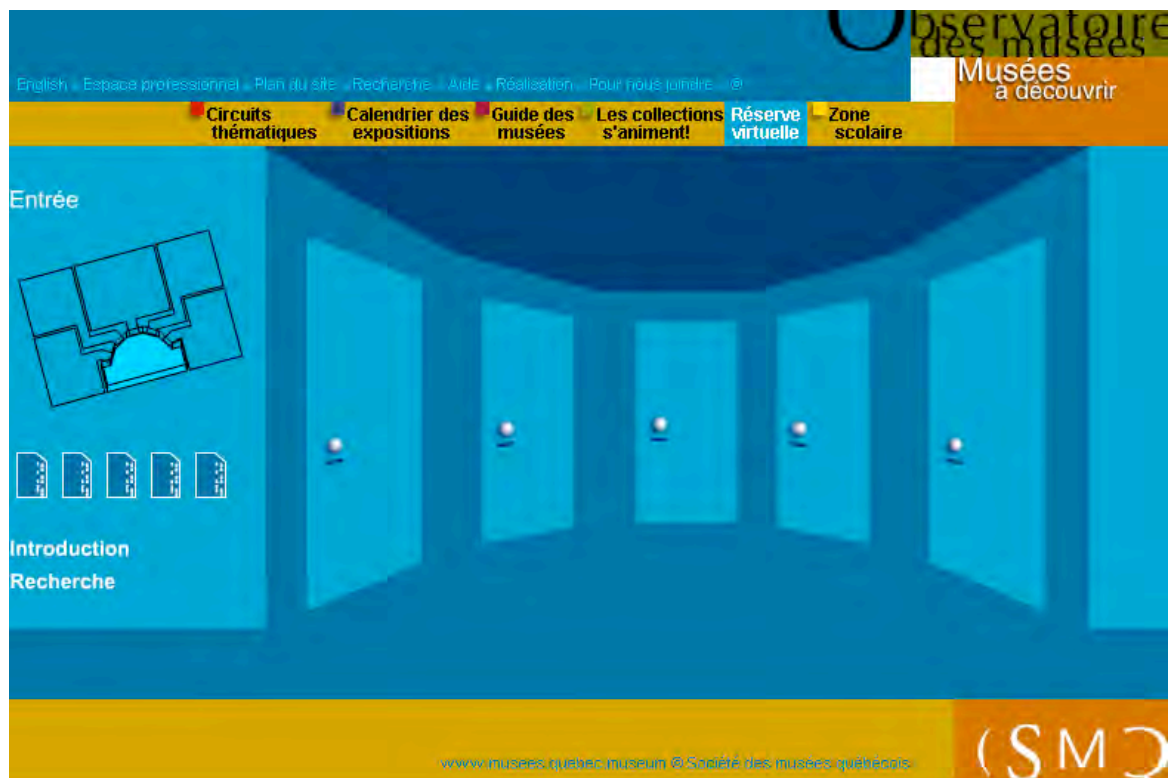 Observatoire
des musées
Musées
à découvrir
English Espace professionnel Plan du site Recherche Aide Réalisation Pour nous joindre ®
Circuits thématiques
Calendrier des expositions
Guide des musées
Les collections s'animent!
Réserve virtuelle
Zone scolaire
Entrée
Introduction
Recherche
www.musees.quebec.museum © Société des musées québécois
SMQ